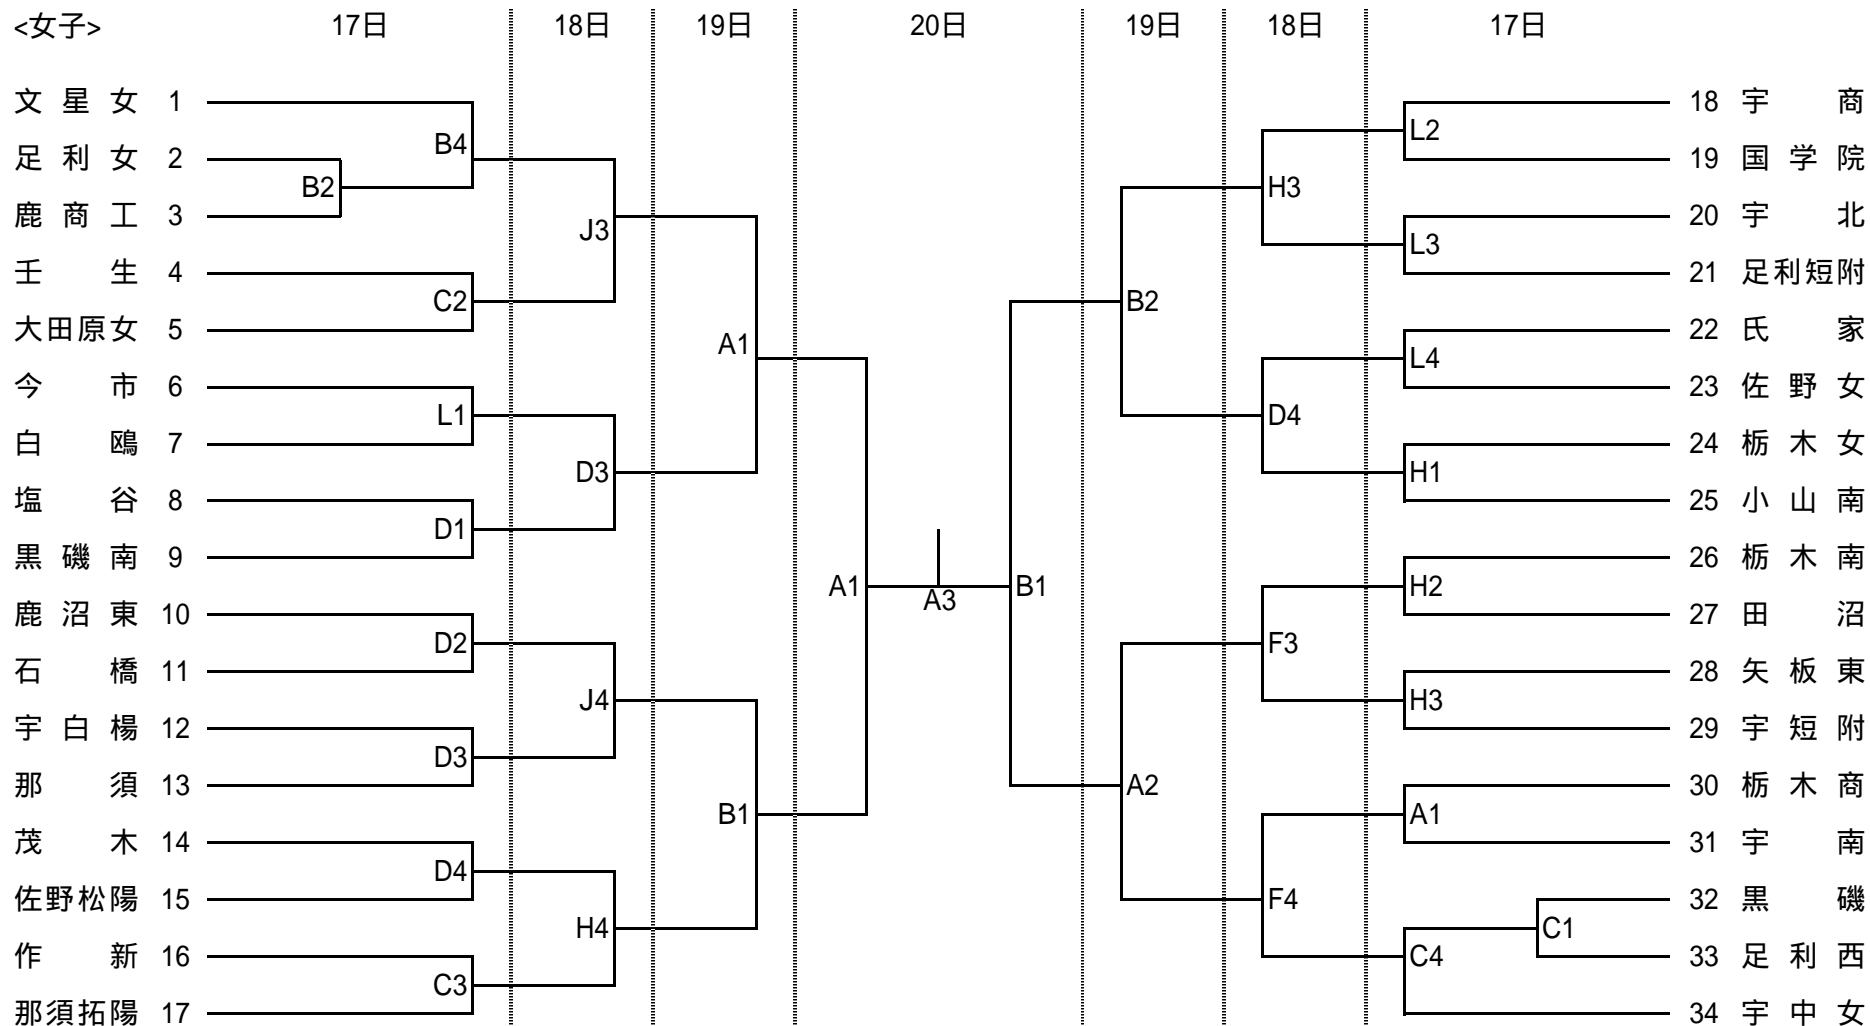 <女子> 17日 18日 19日 20日 19日 18日 17日
文星女 1
足利女 2
鹿商工 3
壬生 4
大田原女 5
今市 6
白鴎 7
塩谷 8
黒磯南 9
鹿沼東 10
石橋 11
宇白楊 12
那須 13
茂木 14
佐野松陽 15
作新 16
那須拓陽 17
B2
B4
C2
L1
D1
D2
D3
D4
C3
J3
D3
J4
H4
A1
B1
A1
A3
B1
B2
A2
H3
D4
F3
F4
L2
L3
L4
H1
H2
H3
A1
C4
C1
18 宇商
19 国学院
20 宇北
21 足利短附
22 氏家
23 佐野女
24 栃木女
25 小山南
26 栃木南
27 田沼
28 矢板東
29 宇短附
30 栃木商
31 宇南
32 黒磯
33 足利西
34 宇中女